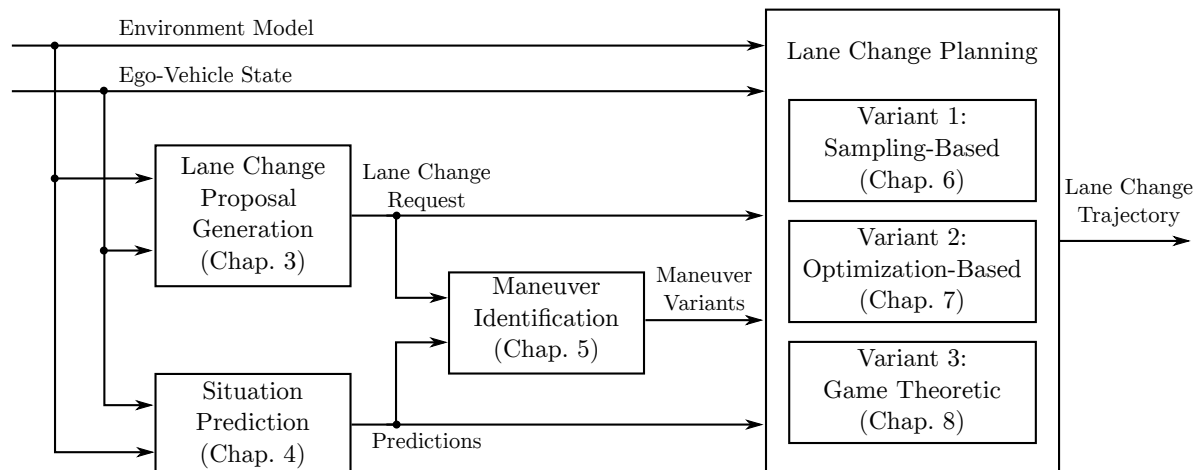 Environment Model
Ego-Vehicle State
Lane Change
Proposal
Generation
(Chap. 3)
Lane Change
Request
Situation
Prediction
(Chap. 4)
Predictions
Maneuver
Identification
(Chap. 5)
Maneuver
Variants
Lane Change Planning
Variant 1:
Sampling-Based
(Chap. 6)
Variant 2:
Optimization-Based
(Chap. 7)
Variant 3:
Game Theoretic
(Chap. 8)
Lane Change
Trajectory